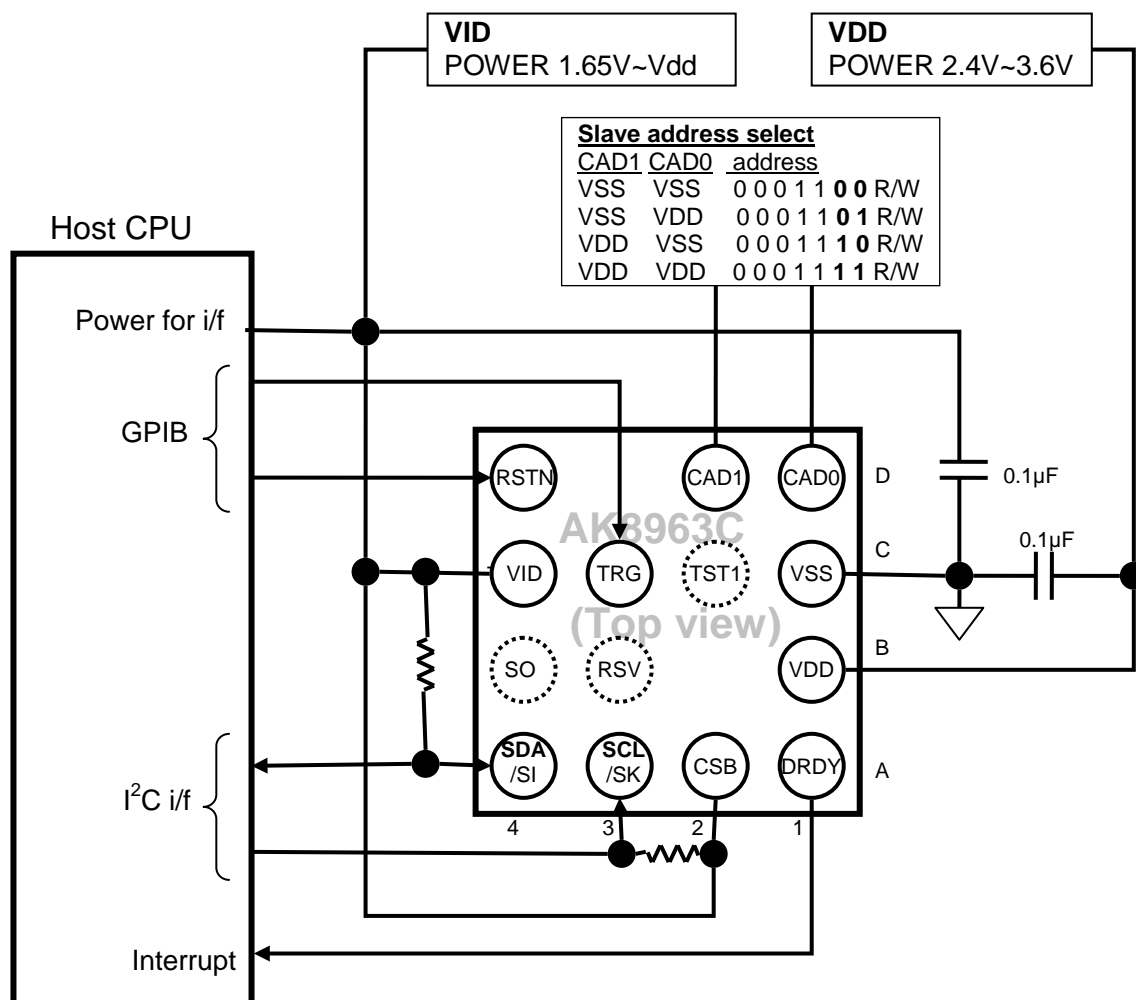 VID
POWER 1.65V~Vdd
VDD
POWER 2.4V~3.6V
Slave address select
CAD1 CAD0 address
VSS VSS 0 0 0 1 1 0 0 R/W
VSS VDD 0 0 0 1 1 0 1 R/W
VDD VSS 0 0 0 1 1 1 0 R/W
VDD VDD 0 0 0 1 1 1 1 R/W
Host CPU
Power for i/f
GPIB
RSTN
CAD1
CAD0
D
0.1µF
AK8963C
0.1µF
C
VID
TRG
TST1
VSS
(Top view)
B
SO
RSV
VDD
SDA
/SI
SCL
/SK
CSB
DRDY
A
I²C i/f
4
3
2
1
Interrupt